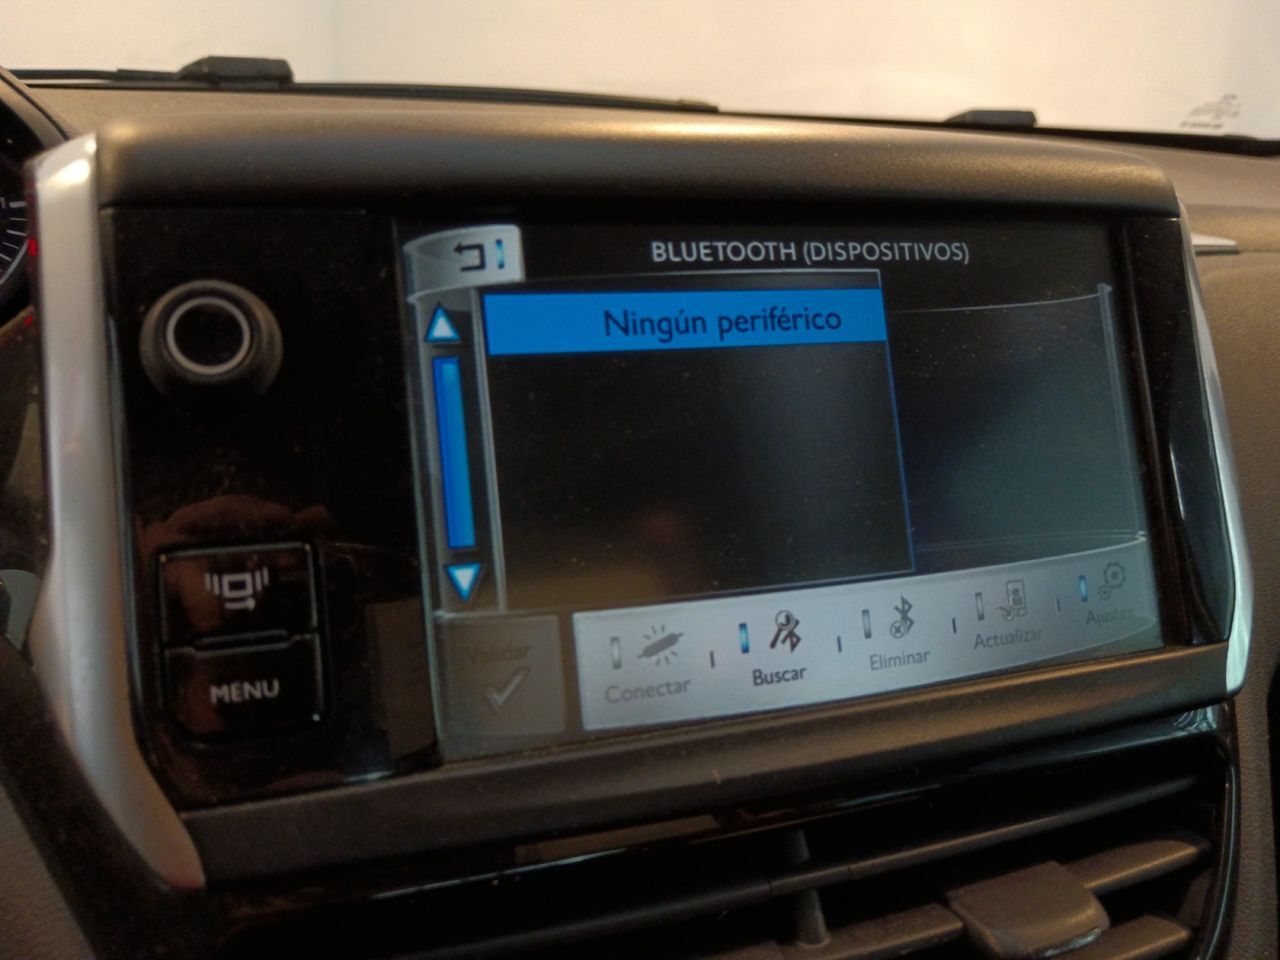 BLUETOOTH (DISPOSITIVOS)
Ningún periférico
Validar
Conectar
Buscar
Eliminar
Actualizar
Ajustes
MENU